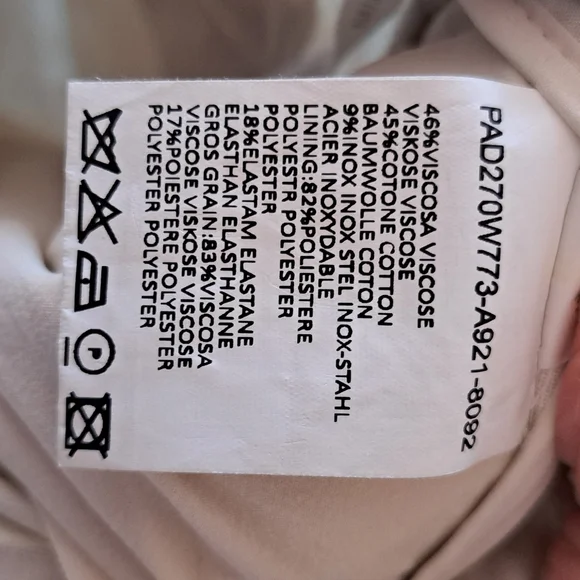 PAD270W773-A921-8092
46%VISCOSA VISCOSE
VISKOSE VISCOSE
45%COTONE COTTON
BAUMWOLLE COTON
9%INOX INOX STEL INOX-STAHL
ACIER INOXYDABLE
LINING:82%POLIESTERE
POLYESTR POLYESTER
POLYESTER
18%ELASTAM ELASTANE
ELASTHAN ELASTHANNE
GROS GRAIN:83%VISCOSA
VISCOSE VISKOSE VISCOSE
17%POIESTERE POLYESTER
POLYESTER POLYESTER
P